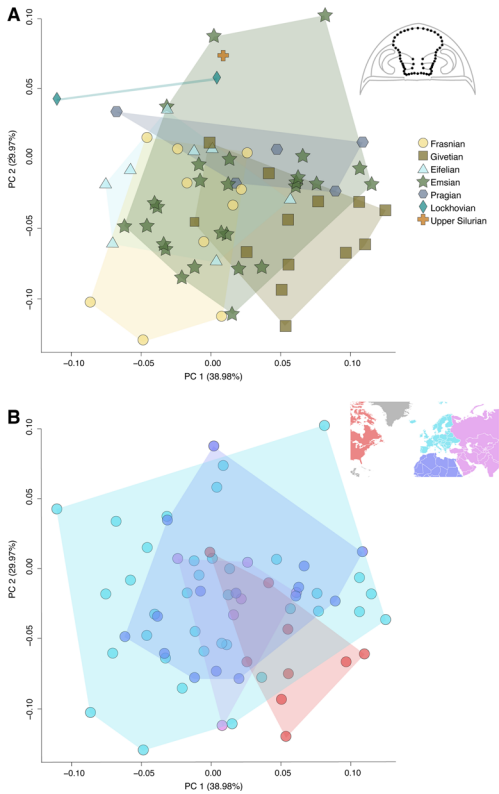 A
0.10
0.05
0.00
−0.05
−0.10
PC 2 (29.97%)
−0.10 −0.05 0.00 0.05 0.10
PC 1 (38.98%)
Frasnian
Givetian
Eifelian
Emsian
Pragian
Lockhovian
Upper Silurian
B
0.10
0.05
0.00
−0.05
−0.10
PC 2 (29.97%)
−0.10 −0.05 0.00 0.05 0.10
PC 1 (38.98%)